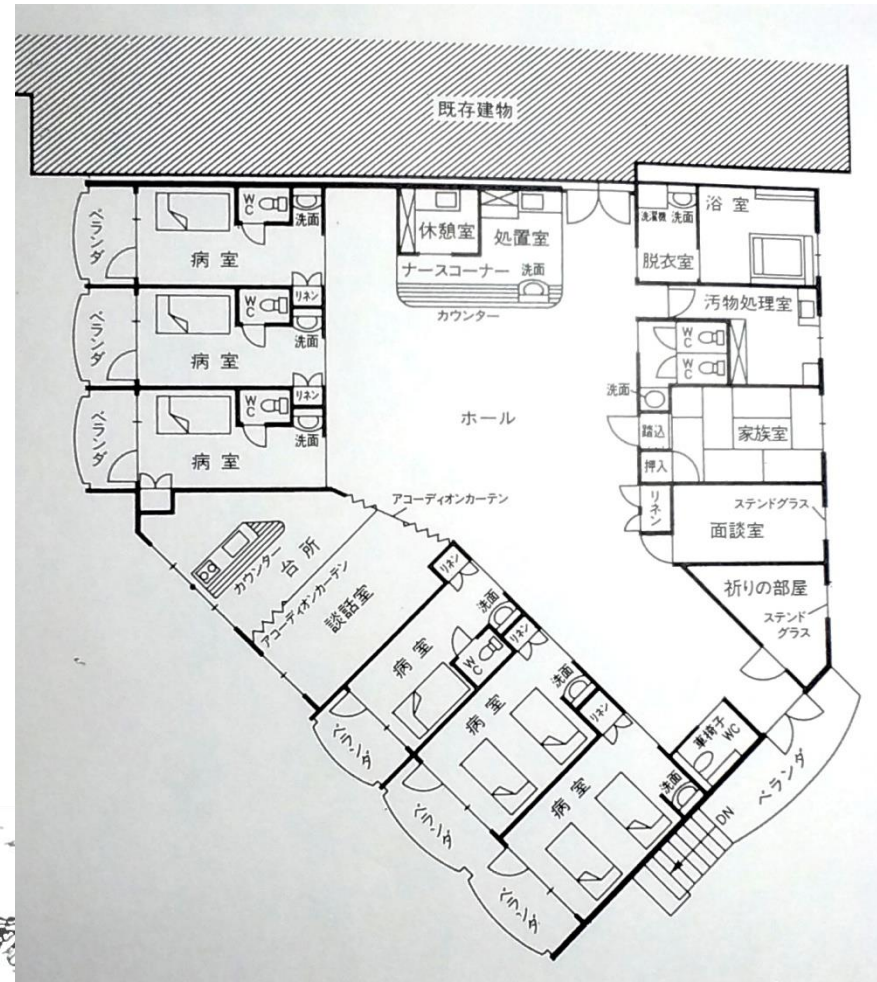 既存建物
ベランダ
病室
WC
洗面
リネン
ベランダ
病室
WC
洗面
リネン
ベランダ
病室
WC
洗面
休憩室
処置室
ナースコーナー
洗面
カウンター
洗濯機
洗面
浴室
脱衣室
汚物処理室
WC
WC
洗面
ホール
踏込
家族室
押入
リネン
ステンドグラス
面談室
祈りの部屋
ステンド
グラス
アコーディオンカーテン
台所
カウンター
アコーディオンカーテン
談話室
リネン
洗面
病室
WC
リネン
ベランダ
洗面
病室
リネン
ベランダ
洗面
病室
ベランダ
車椅子
WC
ベランダ
DN